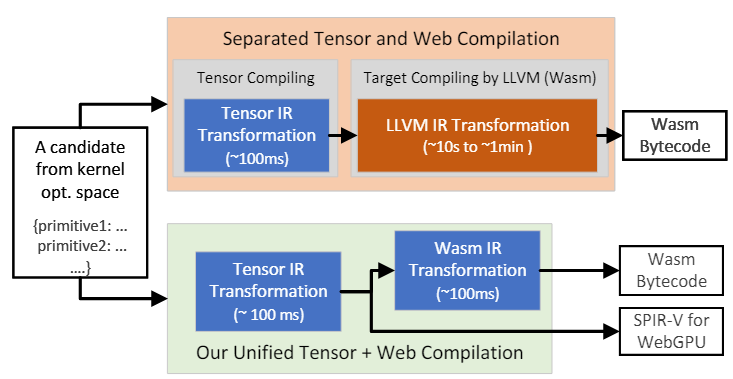 Separated Tensor and Web Compilation
Tensor Compiling
Target Compiling by LLVM (Wasm)
Tensor IR
Transformation
(~100ms)
LLVM IR Transformation
(~10s to ~1min )
Wasm
Bytecode
A candidate
from kernel
opt. space
{primitive1: ...
primitive2: ...
....}
Tensor IR
Transformation
(~ 100 ms)
Wasm IR
Transformation
(~100ms)
Wasm
Bytecode
SPIR-V for
WebGPU
Our Unified Tensor + Web Compilation